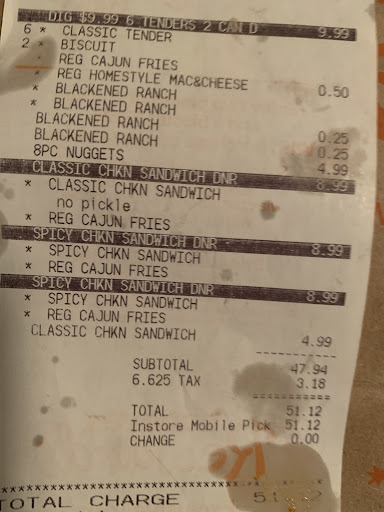 DIG $9.99 6 TENDERS 2 CAN D 9.99
6 * CLASSIC TENDER
2 * BISCUIT
* REG CAJUN FRIES
* REG HOMESTYLE MAC&CHEESE 0.50
* BLACKENED RANCH
* BLACKENED RANCH
BLACKENED RANCH 0.25
BLACKENED RANCH 0.25
8PC NUGGETS 4.99
CLASSIC CHKN SANDWICH DNR 8.99
* CLASSIC CHKN SANDWICH
no pickle
* REG CAJUN FRIES
SPICY CHKN SANDWICH DNR 8.99
* SPICY CHKN SANDWICH
* REG CAJUN FRIES
SPICY CHKN SANDWICH DNR 8.99
* SPICY CHKN SANDWICH
* REG CAJUN FRIES
CLASSIC CHKN SANDWICH 4.99
SUBTOTAL 47.94
6.625 TAX 3.18
TOTAL 51.12
Instore Mobile Pick 51.12
CHANGE 0.00
TOTAL CHARGE